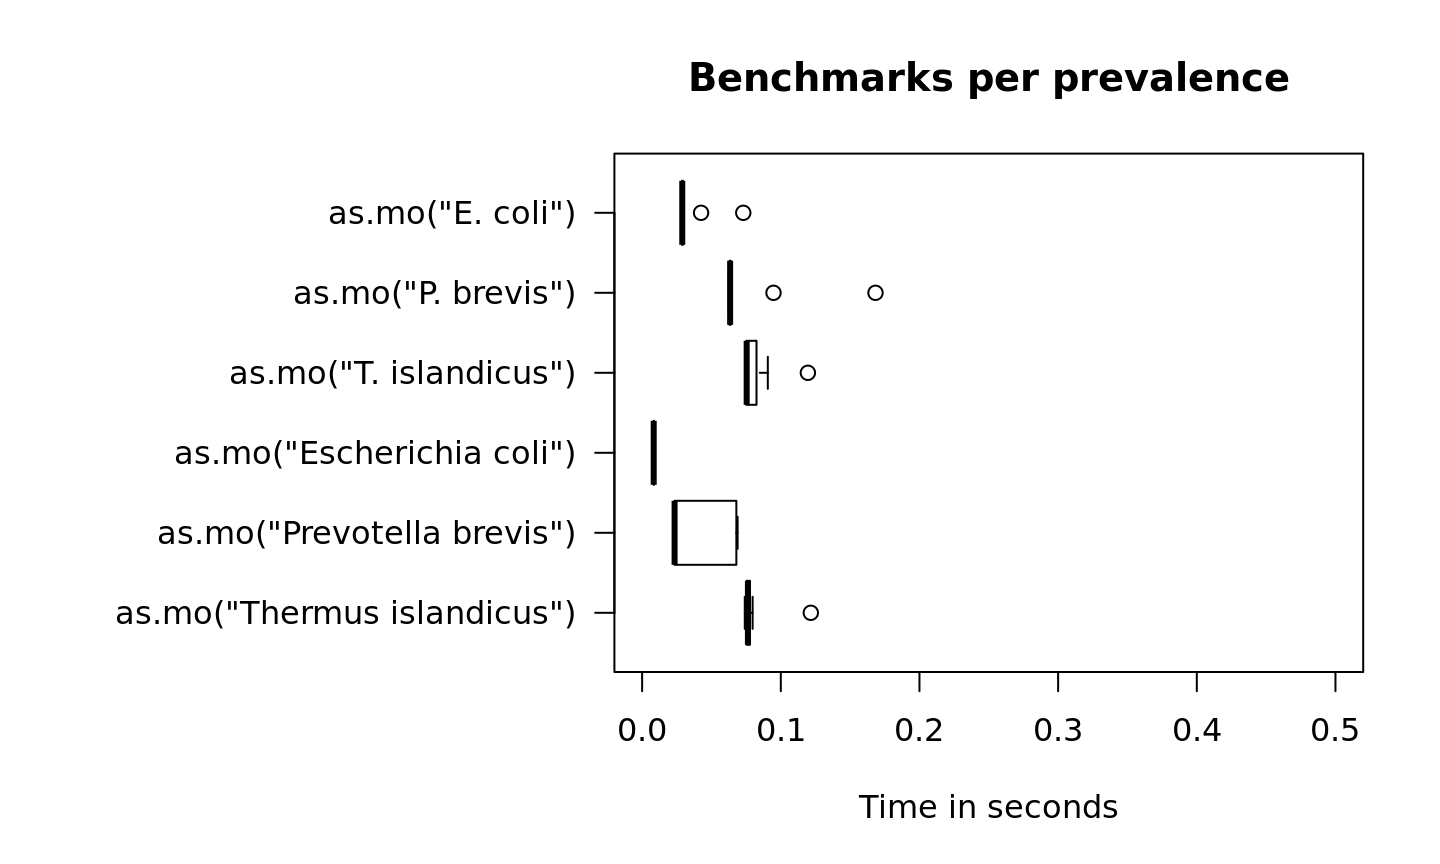 Benchmarks per prevalence
as.mo("E. coli")
as.mo("P. brevis")
as.mo("T. islandicus")
as.mo("Escherichia coli")
as.mo("Prevotella brevis")
as.mo("Thermus islandicus")
0.0 0.1 0.2 0.3 0.4 0.5
Time in seconds